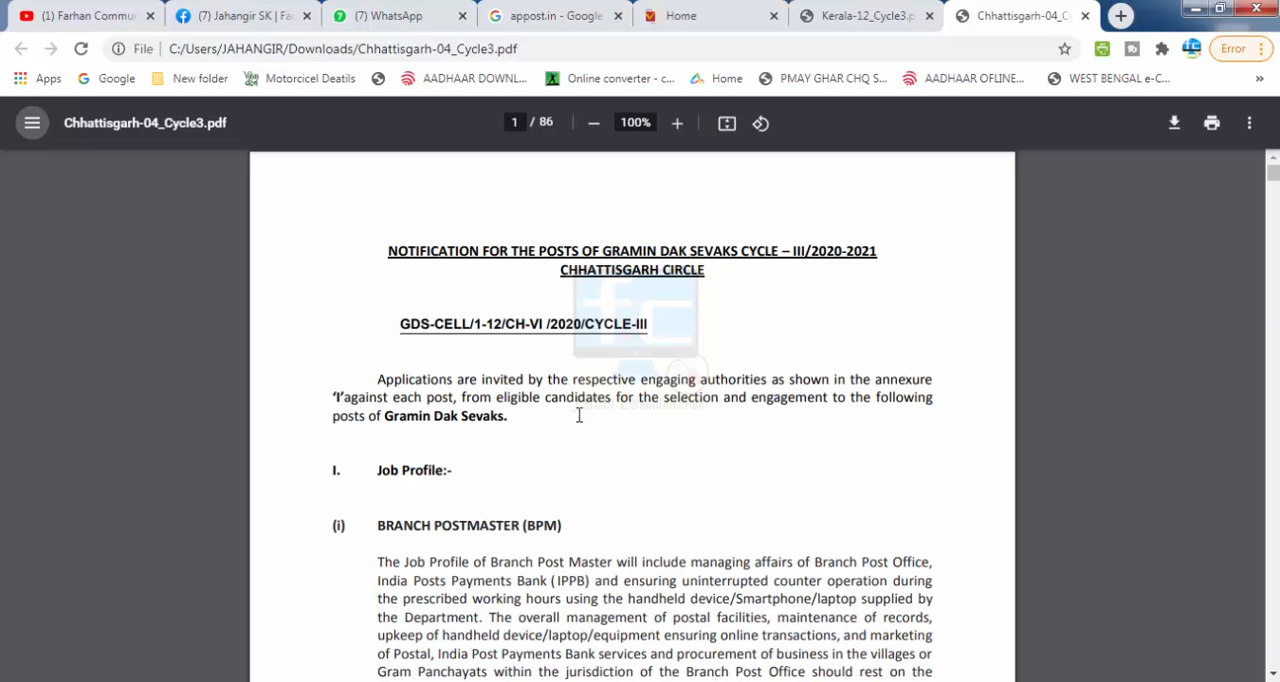 (1) Farhan Commu
(7) Jahangir SK | Fa
(7) WhatsApp
appost.in - Google
Home
Kerala-12_Cycle3.p
Chhattisgarh-04_C
File
C:/Users/JAHANGIR/Downloads/Chhattisgarh-04_Cycle3.pdf
Error
Apps
Google
New folder
Motoricel Deatils
AADHAAR DOWNL...
Online converter - c...
Home
PMAY GHAR CHQ S...
AADHAAR OFLINE...
WEST BENGAL e-C...
»
Chhattisgarh-04_Cycle3.pdf
1 / 86
100%
NOTIFICATION FOR THE POSTS OF GRAMIN DAK SEVAKS CYCLE – III/2020-2021
CHHATTISGARH CIRCLE
fc
GDS-CELL/1-12/CH-VI /2020/CYCLE-III
Applications are invited by the respective engaging authorities as shown in the annexure
'I'against each post, from eligible candidates for the selection and engagement to the following
posts of Gramin Dak Sevaks.
I. Job Profile:-
(i) BRANCH POSTMASTER (BPM)
The Job Profile of Branch Post Master will include managing affairs of Branch Post Office,
India Posts Payments Bank ( IPPB) and ensuring uninterrupted counter operation during
the prescribed working hours using the handheld device/Smartphone/laptop supplied by
the Department. The overall management of postal facilities, maintenance of records,
upkeep of handheld device/laptop/equipment ensuring online transactions, and marketing
of Postal, India Post Payments Bank services and procurement of business in the villages or
Gram Panchayats within the jurisdiction of the Branch Post Office should rest on the